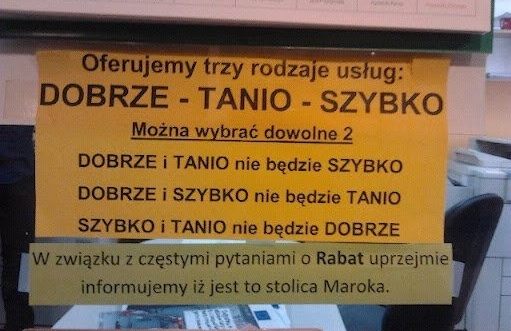 Oferujemy trzy rodzaje usług:
DOBRZE - TANIO - SZYBKO
Można wybrać dowolne 2
DOBRZE i TANIO nie będzie SZYBKO
DOBRZE i SZYBKO nie będzie TANIO
SZYBKO i TANIO nie będzie DOBRZE
W związku z częstymi pytaniami o Rabat uprzejmie
informujemy iż jest to stolica Maroka.